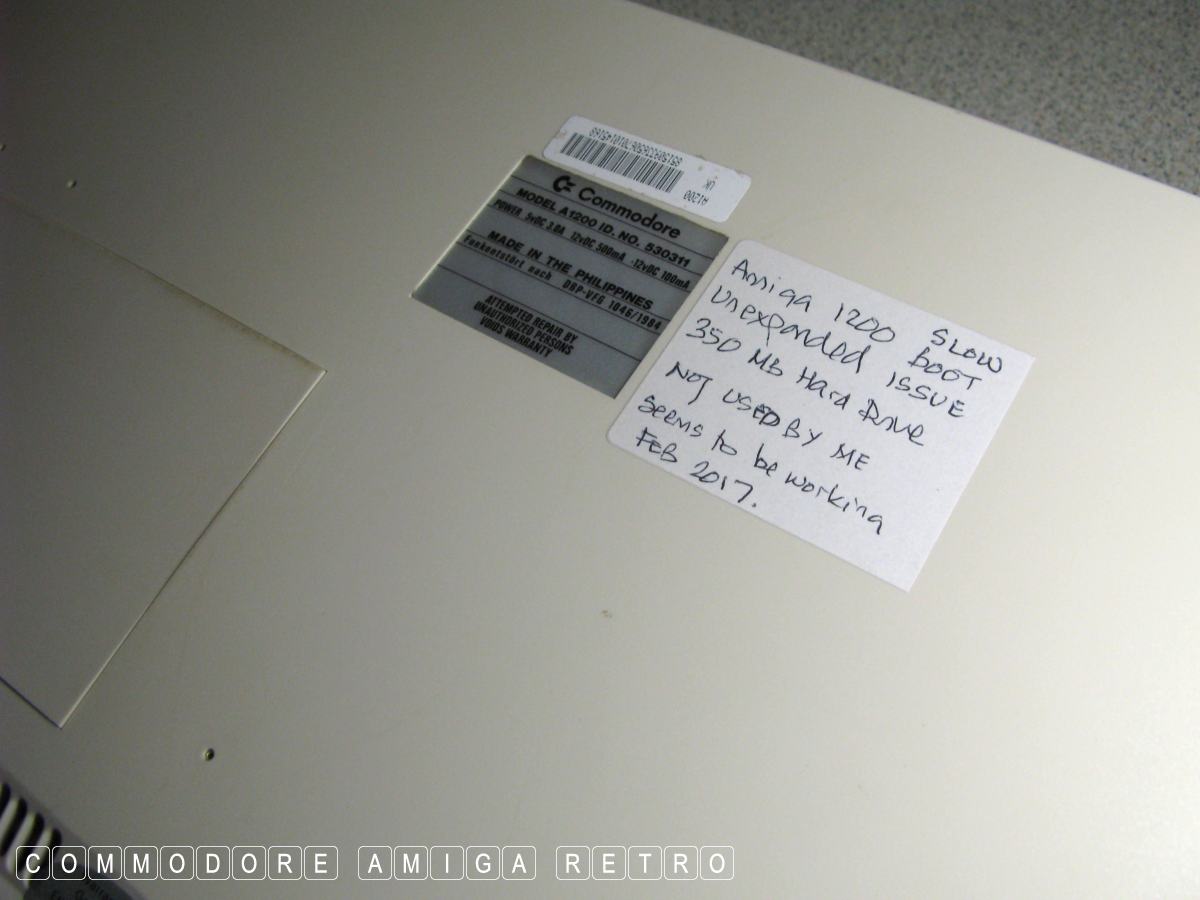 A1200 UK
Commodore
MODEL A1200 ID. NO. 530311
POWER 5vDC 3.0A 12vDC 500mA -12vDC 100mA
MADE IN THE PHILIPPINES
Funkentstört nach DBP-VFG 1046/1984
ATTEMPTED REPAIR BY
UNAUTHORIZED PERSONS
VOIDS WARRANTY
Amiga 1200
Unexpanded
350 MB Hard Drive
SLOW
BOOT
ISSUE
NOT USED BY ME
seems to be working
FEB 2017.
COMMODORE AMIGA RETRO